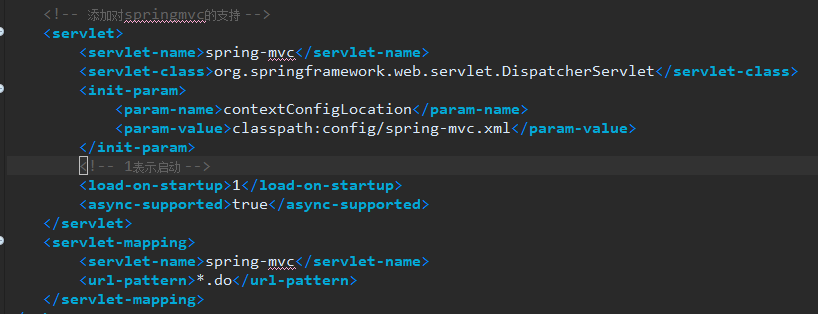 <!-- 添加对springmvc的支持 -->
<servlet>
<servlet-name>spring-mvc</servlet-name>
<servlet-class>org.springframework.web.servlet.DispatcherServlet</servlet-class>
<init-param>
<param-name>contextConfigLocation</param-name>
<param-value>classpath:config/spring-mvc.xml</param-value>
</init-param>
<!-- 1表示启动 -->
<load-on-startup>1</load-on-startup>
<async-supported>true</async-supported>
</servlet>
<servlet-mapping>
<servlet-name>spring-mvc</servlet-name>
<url-pattern>*.do</url-pattern>
</servlet-mapping>